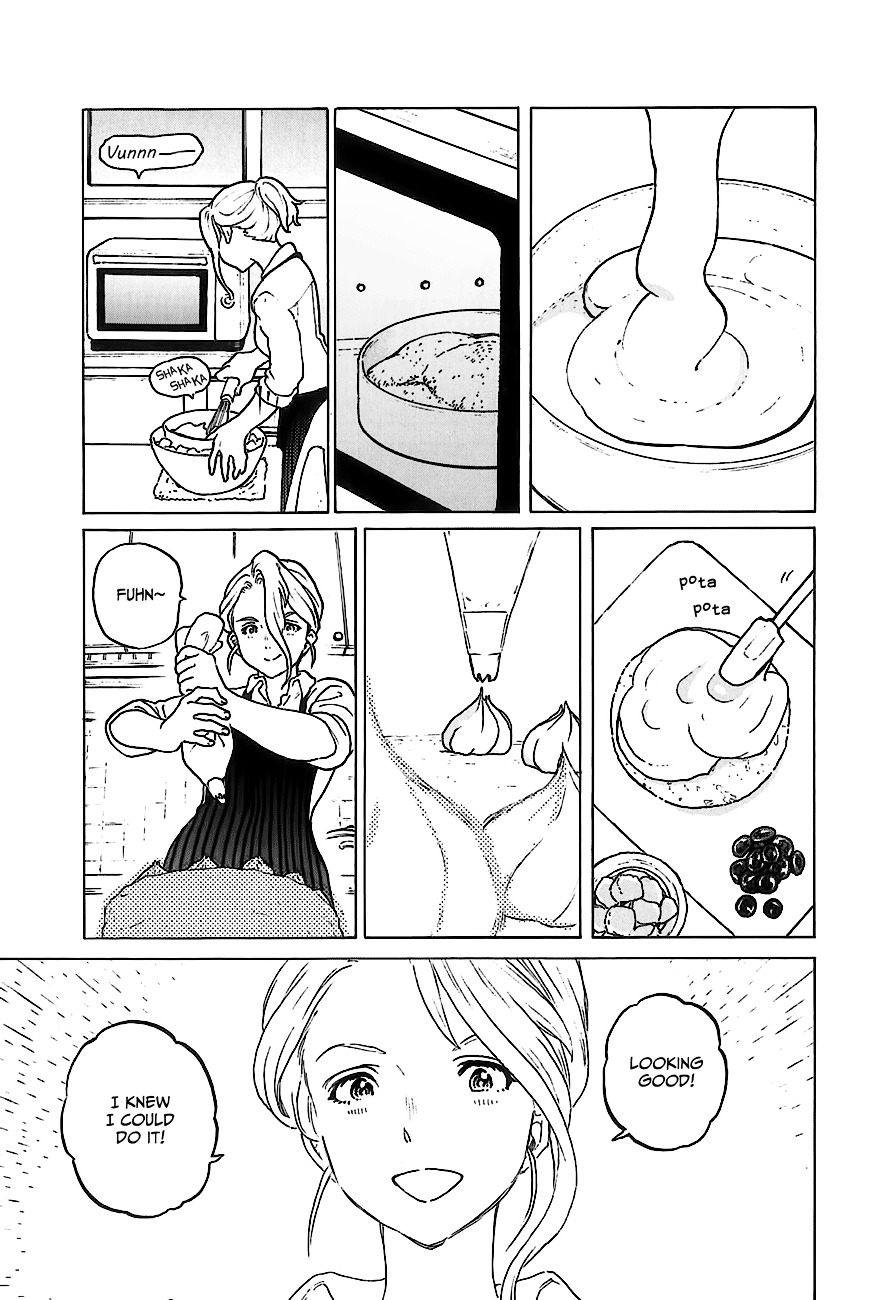 Vunnn
SHAKA
SHAKA
pota
pota
FUHN~
LOOKING
GOOD!
I KNEW
I COULD
DO IT!